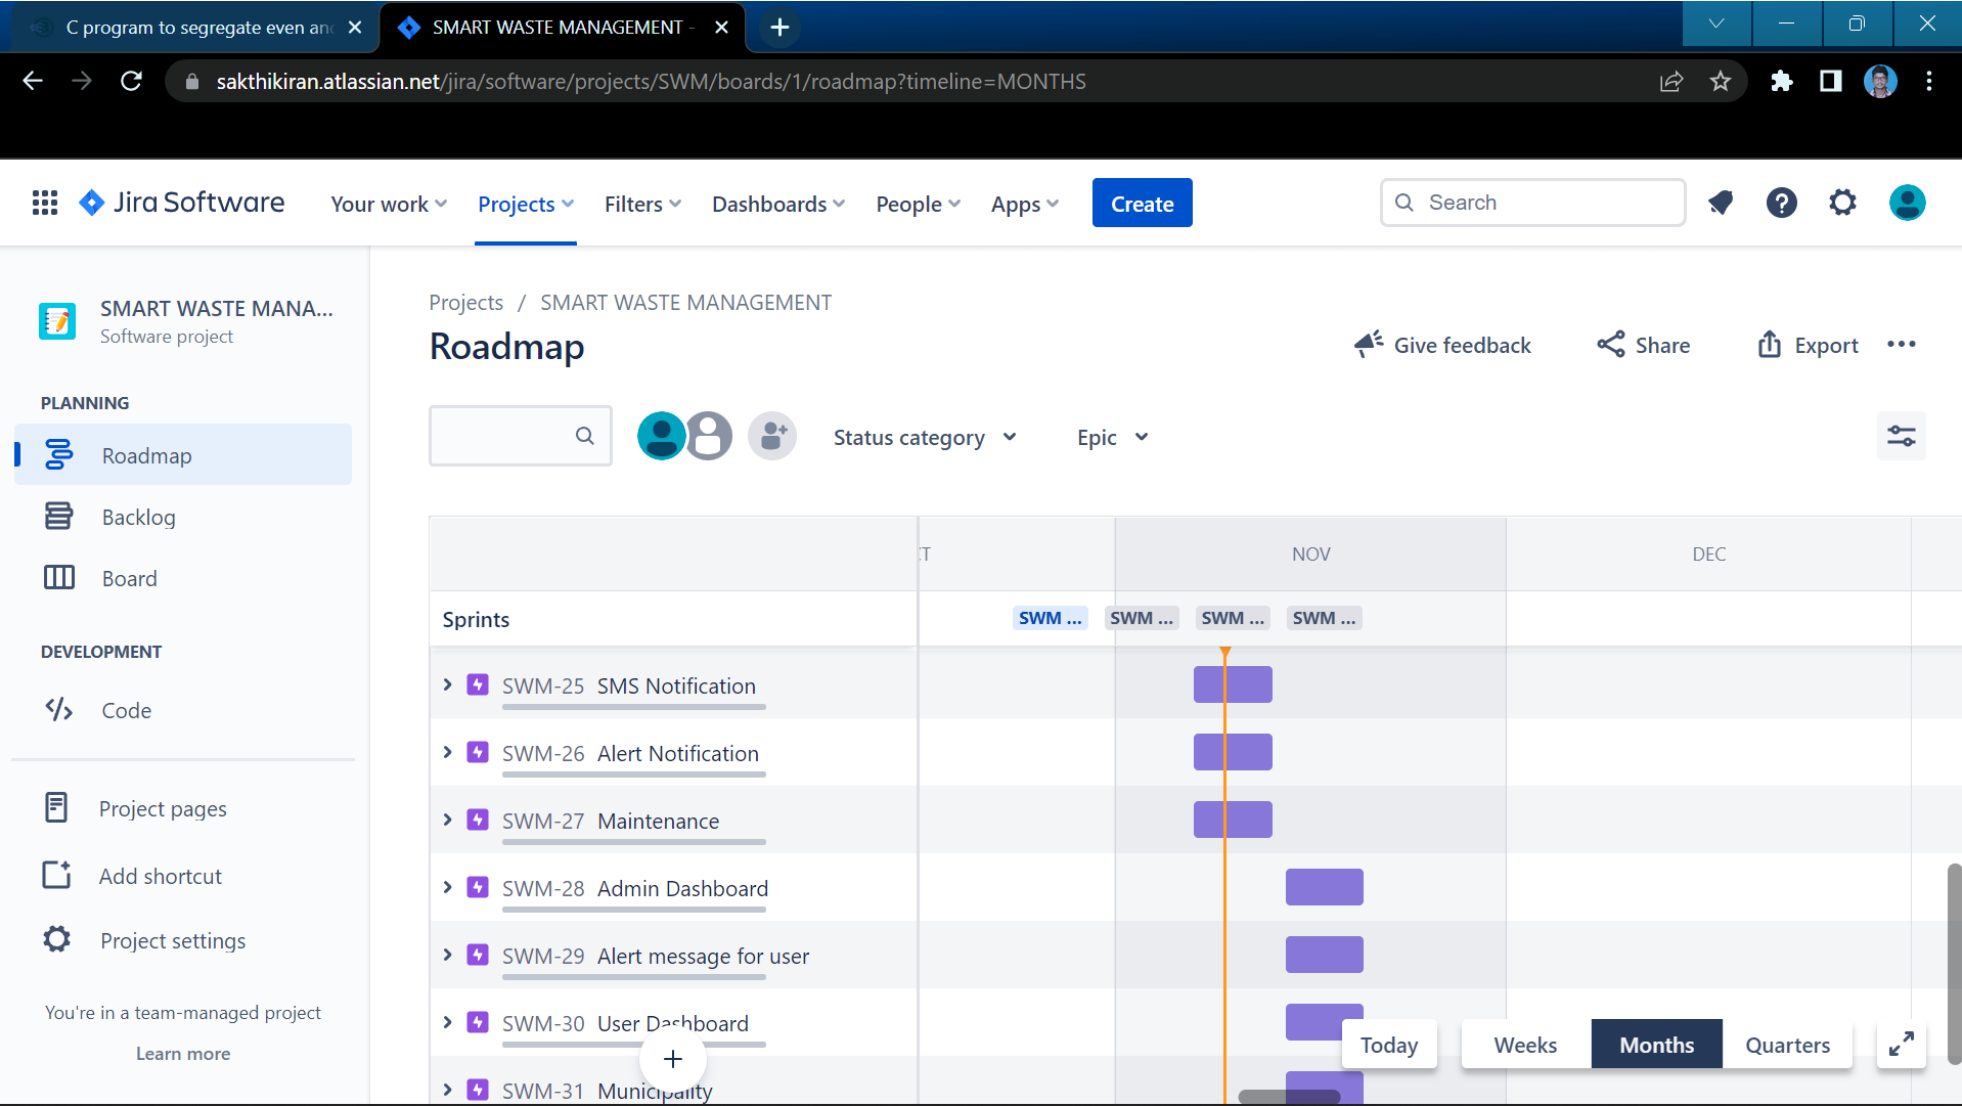 C program to segregate even an
SMART WASTE MANAGEMENT -
sakthikiran.atlassian.net/jira/software/projects/SWM/boards/1/roadmap?timeline=MONTHS
Jira Software
Your work
Projects
Filters
Dashboards
People
Apps
Create
Search
SMART WASTE MANA...
Software project
PLANNING
Roadmap
Backlog
Board
DEVELOPMENT
Code
Project pages
Add shortcut
Project settings
You're in a team-managed project
Learn more
Projects / SMART WASTE MANAGEMENT
Roadmap
Give feedback
Share
Export
Status category
Epic
CT NOV DEC
Sprints
SWM ... SWM ... SWM ... SWM ...
SWM-25 SMS Notification
SWM-26 Alert Notification
SWM-27 Maintenance
SWM-28 Admin Dashboard
SWM-29 Alert message for user
SWM-30 User Dashboard
SWM-31 Municipality
Today
Weeks
Months
Quarters